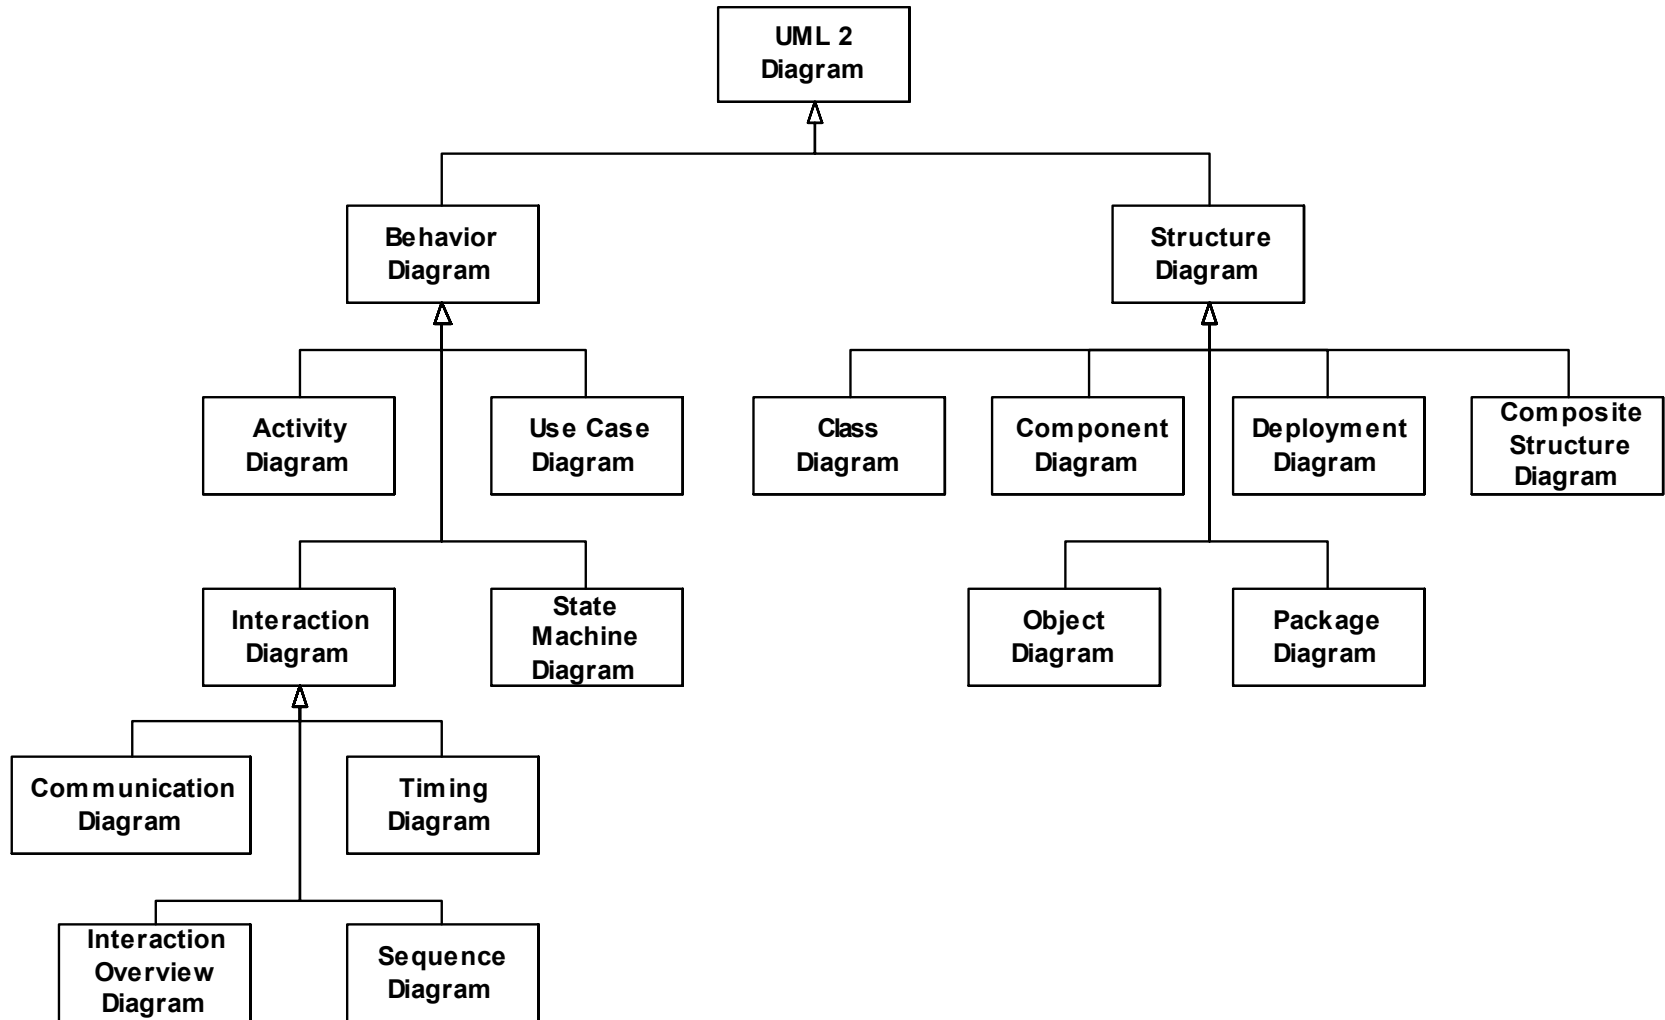 UML 2
Diagram
Behavior
Diagram
Structure
Diagram
Activity
Diagram
Use Case
Diagram
Class
Diagram
Component
Diagram
Deployment
Diagram
Composite
Structure
Diagram
Interaction
Diagram
State
Machine
Diagram
Object
Diagram
Package
Diagram
Communication
Diagram
Timing
Diagram
Interaction
Overview
Diagram
Sequence
Diagram